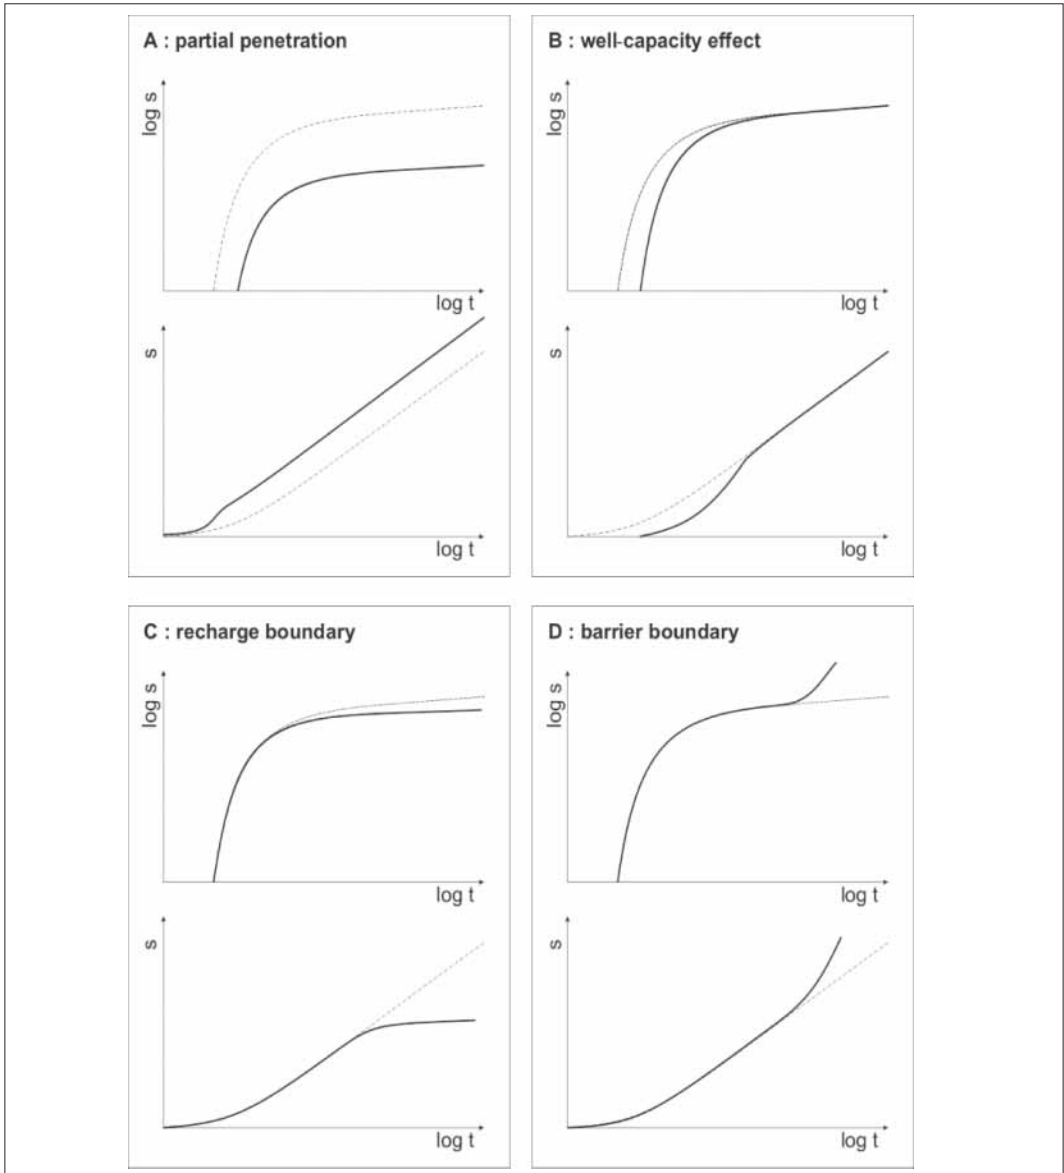 A : partial penetration
log s
log t
s
log t
B : well-capacity effect
log s
log t
s
log t
C : recharge boundary
log s
log t
s
log t
D : barrier boundary
log s
log t
s
log t